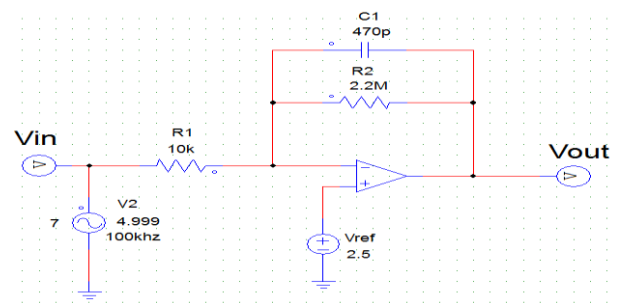 C1
470p
R2
2.2M
R1
10k
Vin
V
Vout
V
V2
7
4.999
100khz
Vref
2.5